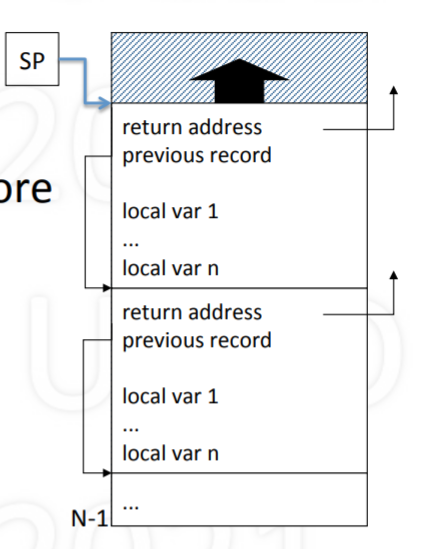 SP
return address
previous record
ore
local var 1
...
local var n
return address
previous record
local var 1
...
local var n
...
N-1